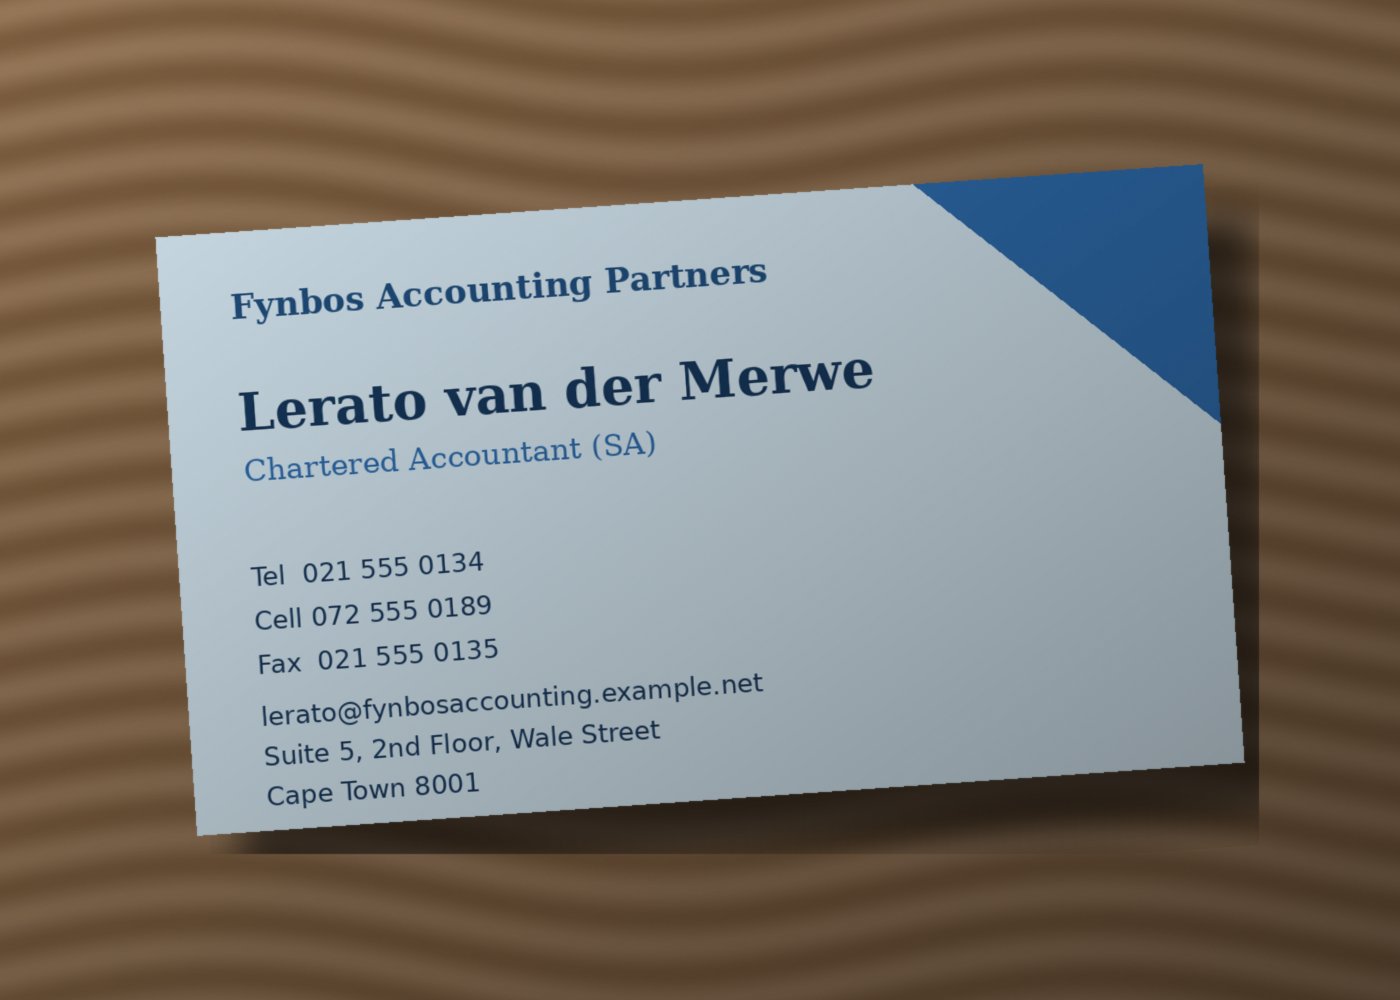 Fynbos Accounting Partners
Lerato van der Merwe
Chartered Accountant (SA)
Tel 021 555 0134
Cell 072 555 0189
Fax 021 555 0135
lerato@fynbosaccounting.example.net
Suite 5, 2nd Floor, Wale Street
Cape Town 8001